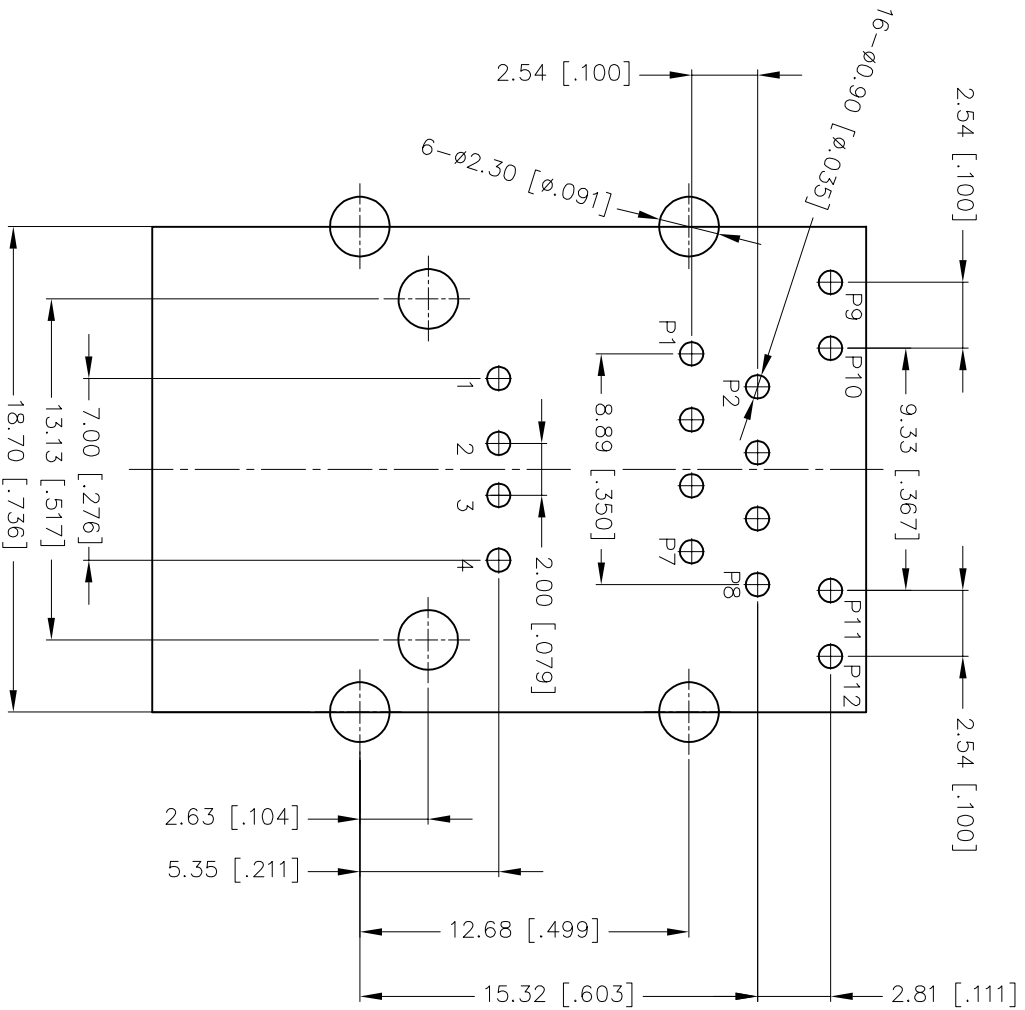 16-ø0.90 [ø.035]
2.54 [.100]
2.54 [.100]
6-ø2.30 [ø.091]
P9
P10
P1
P2
9.33 [.367]
1
8.89 [.350]
2
3
P7
4
P8
P11
P12
7.00 [.276]
13.13 [.517]
18.70 [.736]
2.00 [.079]
2.54 [.100]
2.63 [.104]
5.35 [.211]
12.68 [.499]
15.32 [.603]
2.81 [.111]